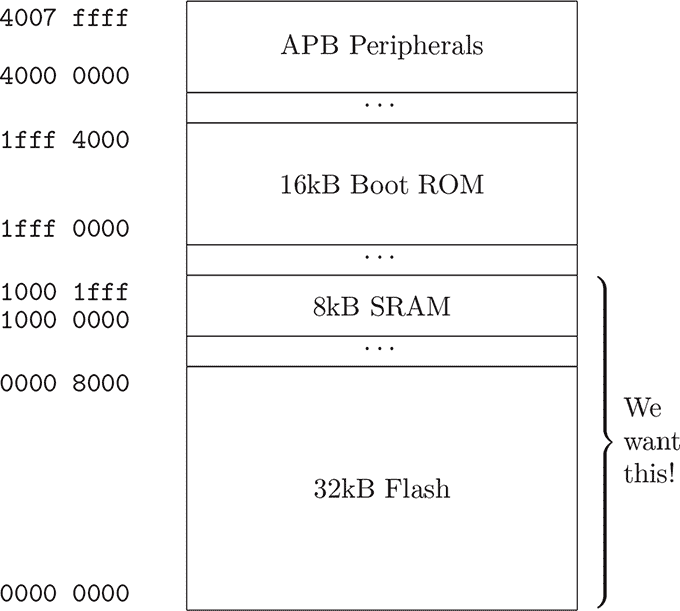 4007 ffff
APB Peripherals
4000 0000
...
1fff 4000
16kB Boot ROM
1fff 0000
...
1000 1fff
8kB SRAM
1000 0000
...
0000 8000
We
want
this!
32kB Flash
0000 0000